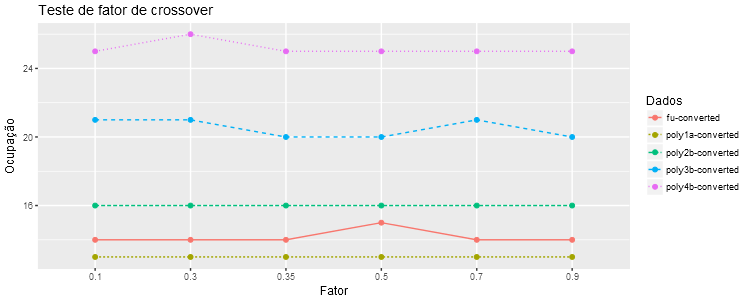 Teste de fator de crossover
Ocupação
24
20
16
0.1 0.3 0.35 0.5 0.7 0.9
Fator
Dados
fu-converted
poly1a-converted
poly2b-converted
poly3b-converted
poly4b-converted